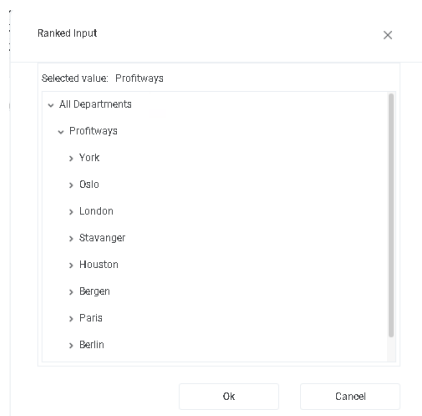 Ranked Input
Selected value: Profitways
All Departments
Profitways
York
Oslo
London
Stavanger
Houston
Bergen
Paris
Berlin
Ok
Cancel